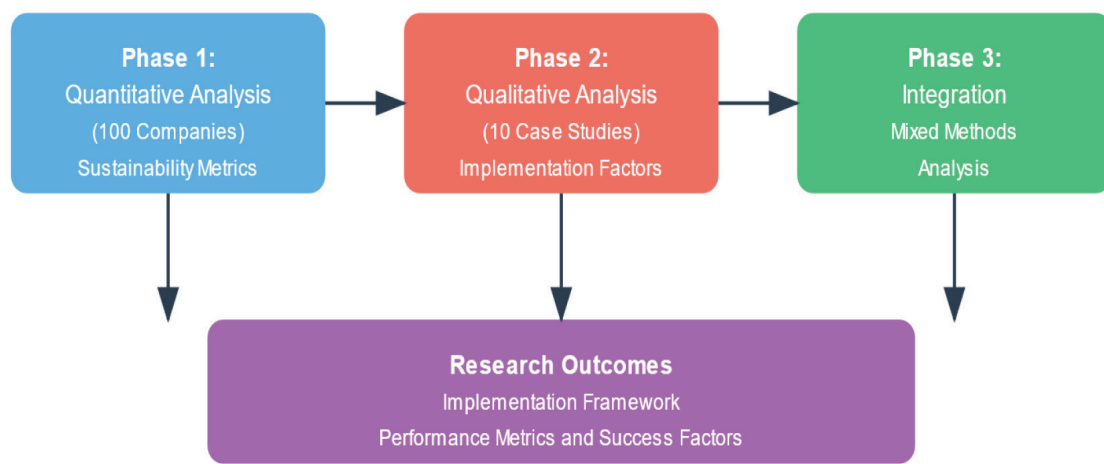 Phase 1:
Quantitative Analysis
(100 Companies)
Sustainability Metrics
Phase 2:
Qualitative Analysis
(10 Case Studies)
Implementation Factors
Phase 3:
Integration
Mixed Methods
Analysis
Research Outcomes
Implementation Framework
Performance Metrics and Success Factors